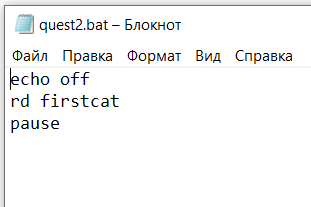 quest2.bat – Блокнот
Файл Правка Формат Вид Справка
echo off
rd firstcat
pause